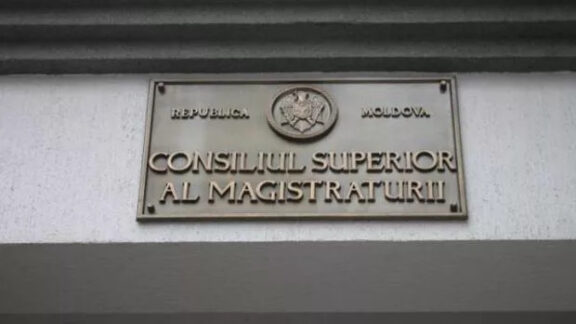 REPUBLICA MOLDOVA
CONSILIUL SUPERIOR
AL MAGISTRATURII